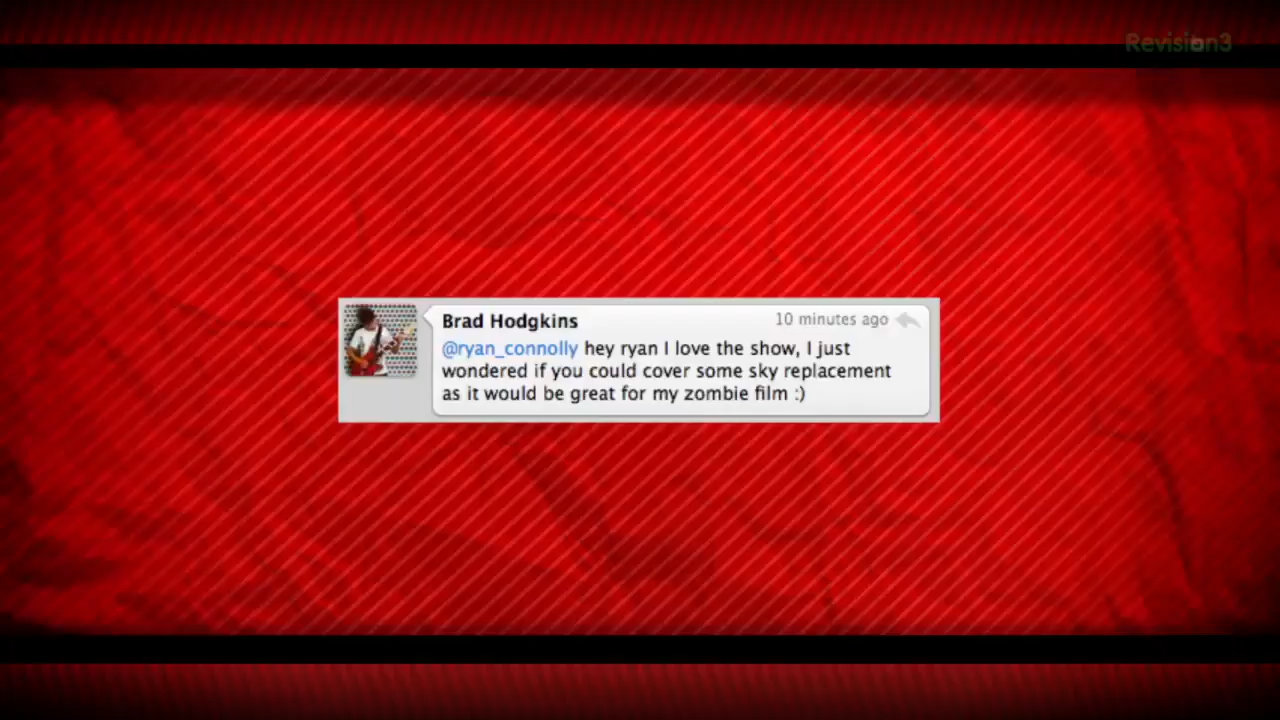 Revision3
Brad Hodgkins
10 minutes ago
@ryan_connolly hey ryan I love the show, I just
wondered if you could cover some sky replacement
as it would be great for my zombie film :)